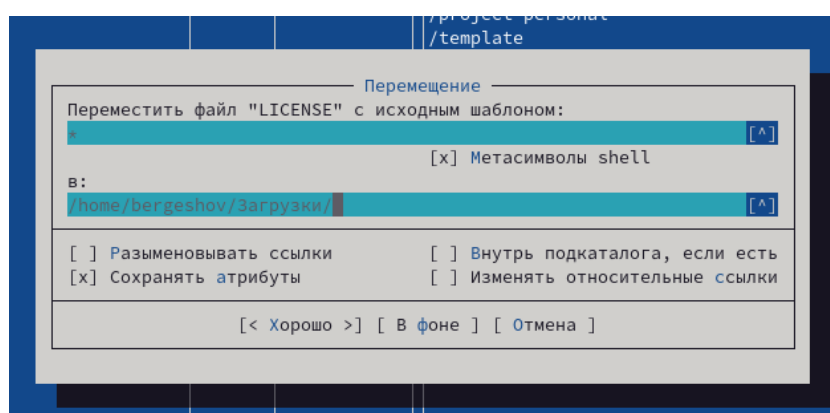 /project personal
/template
Перемещение
Переместить файл "LICENSE" с исходным шаблоном:
*
[^]
[x] Метасимволы shell
в:
/home/bergeshov/Загрузки/
[^]
[ ] Разыменовывать ссылки
[ ] Внутрь подкаталога, если есть
[x] Сохранять атрибуты
[ ] Изменять относительные ссылки
[< Хорошо >] [ В фоне ] [ Отмена ]